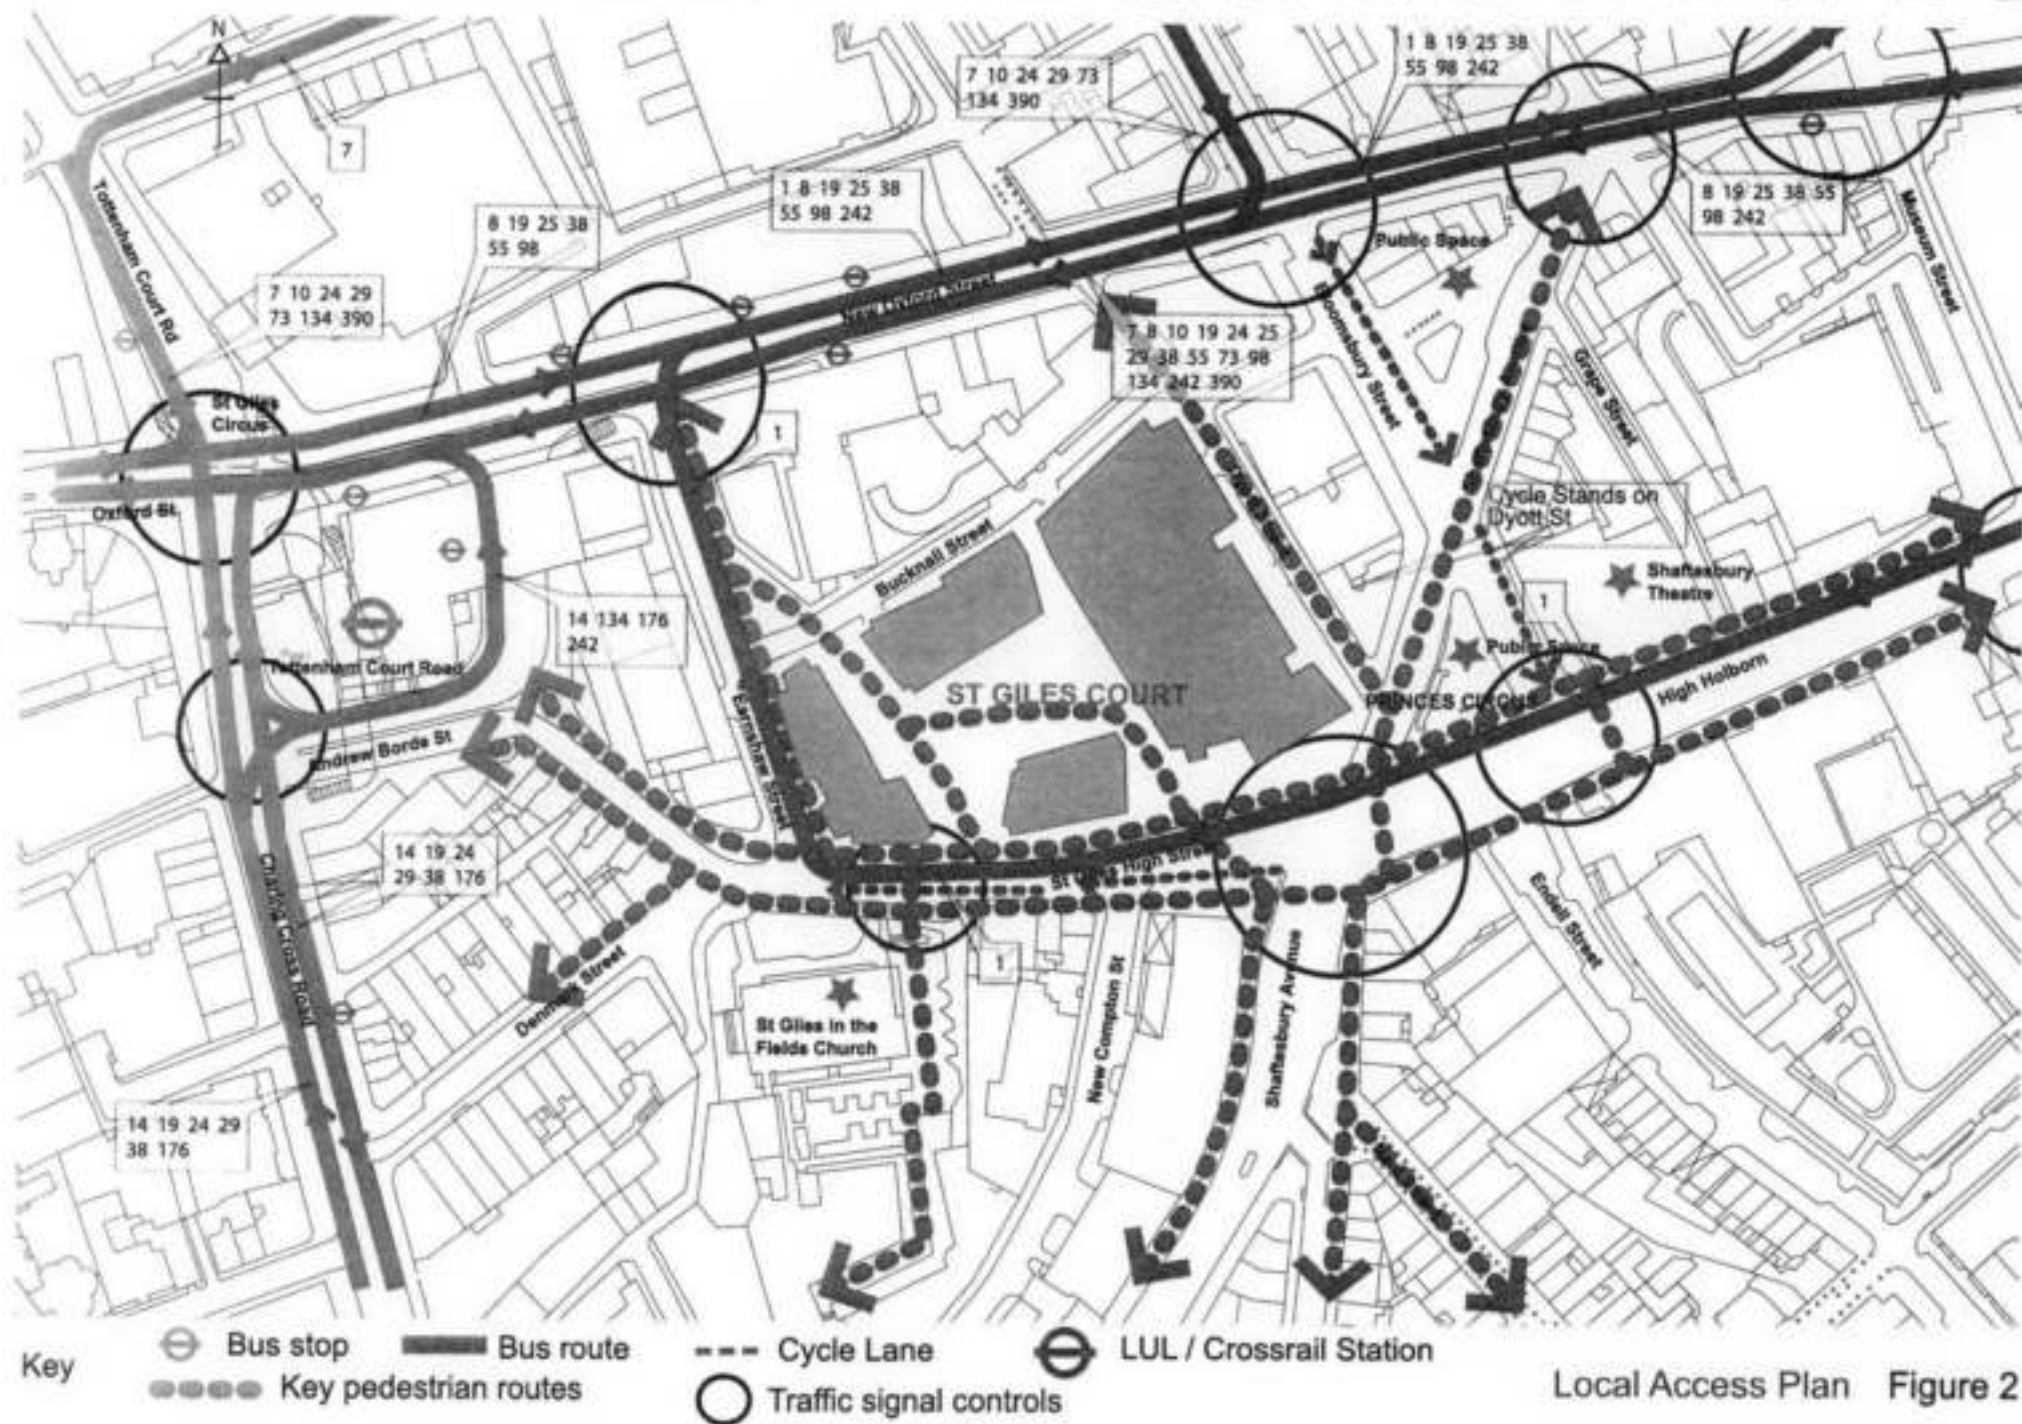 N
7 10 24 29 73
134 390
1 8 19 25 38
55 98 242
7
1 8 19 25 38
55 98 242
8 19 25 38 55
98 242
Tottenham Court Rd
8 19 25 38
55 98
Museum Street
Public Space
7 10 24 29
73 134 390
New Oxford Street
7 8 10 19 24 25
29 38 55 73 98
134 242 390
Bloomsbury Street
Grape Street
St Giles
Circus
1
Oxford St.
Cycle Stands on
Dyott St
Bucknall Street
Shaftesbury
Theatre
1
14 134 176
242
Tottenham Court Road
Public Space
ST GILES COURT
PRINCES CIRCUS
High Holborn
Andrew Borde St
Earnshaw Street
14 19 24
29 38 176
St Giles High Street
Charing Cross Road
Endell Street
1
Denmark Street
New Compton St
Shaftesbury Avenue
St Giles in the
Fields Church
14 19 24 29
38 176
Key
Bus stop
Bus route
Cycle Lane
LUL / Crossrail Station
Key pedestrian routes
Traffic signal controls
Local Access Plan Figure 2